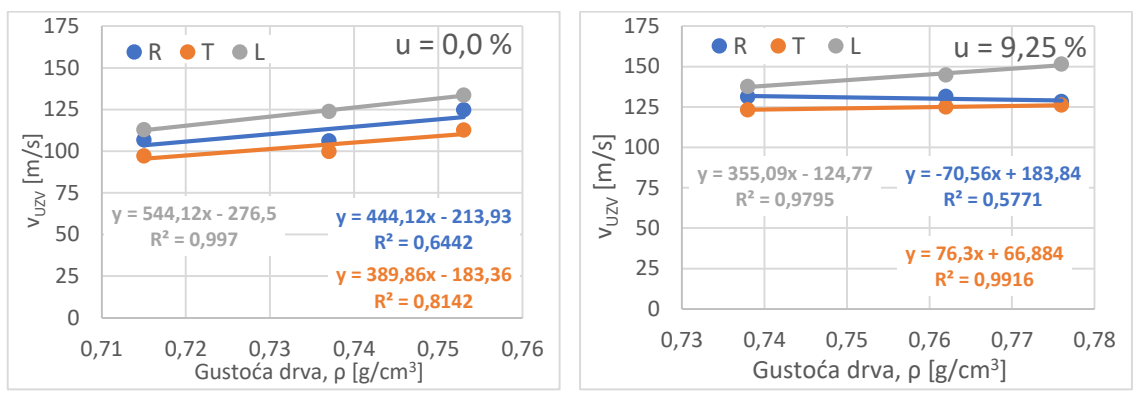 175
150
125
100
75
50
25
0
v_UZV [m/s]
R T L
u = 0,0 %
y = 544,12x - 276,5
R² = 0,997
y = 444,12x - 213,93
R² = 0,6442
y = 389,86x - 183,36
R² = 0,8142
0,71 0,72 0,73 0,74 0,75 0,76
Gustoća drva, ρ [g/cm³]
175
150
125
100
75
50
25
0
v_UZV [m/s]
R T L
u = 9,25 %
y = 355,09x - 124,77
R² = 0,9795
y = -70,56x + 183,84
R² = 0,5771
y = 76,3x + 66,884
R² = 0,9916
0,73 0,74 0,75 0,76 0,77 0,78
Gustoća drva, ρ [g/cm³]